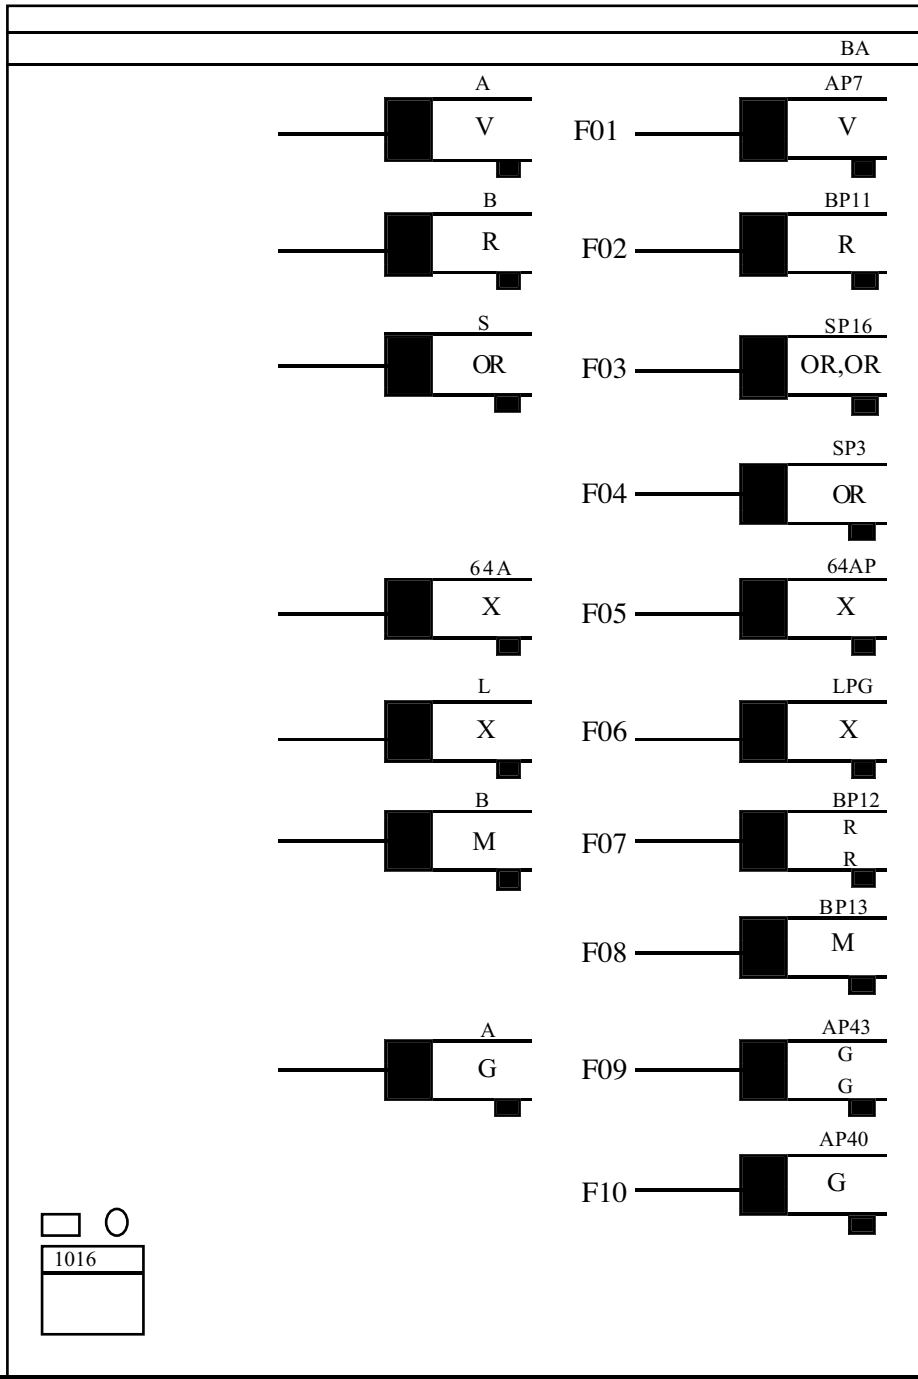 BA
A AP7
V F01 V
B BP11
R F02 R
S SP16
OR F03 OR,OR
SP3
F04 OR
64A 64AP
X F05 X
L LPG
X F06 X
B BP12
R
M F07
R
BP13
F08 M
A AP43
G
G F09
G
AP40
F10 G
1016